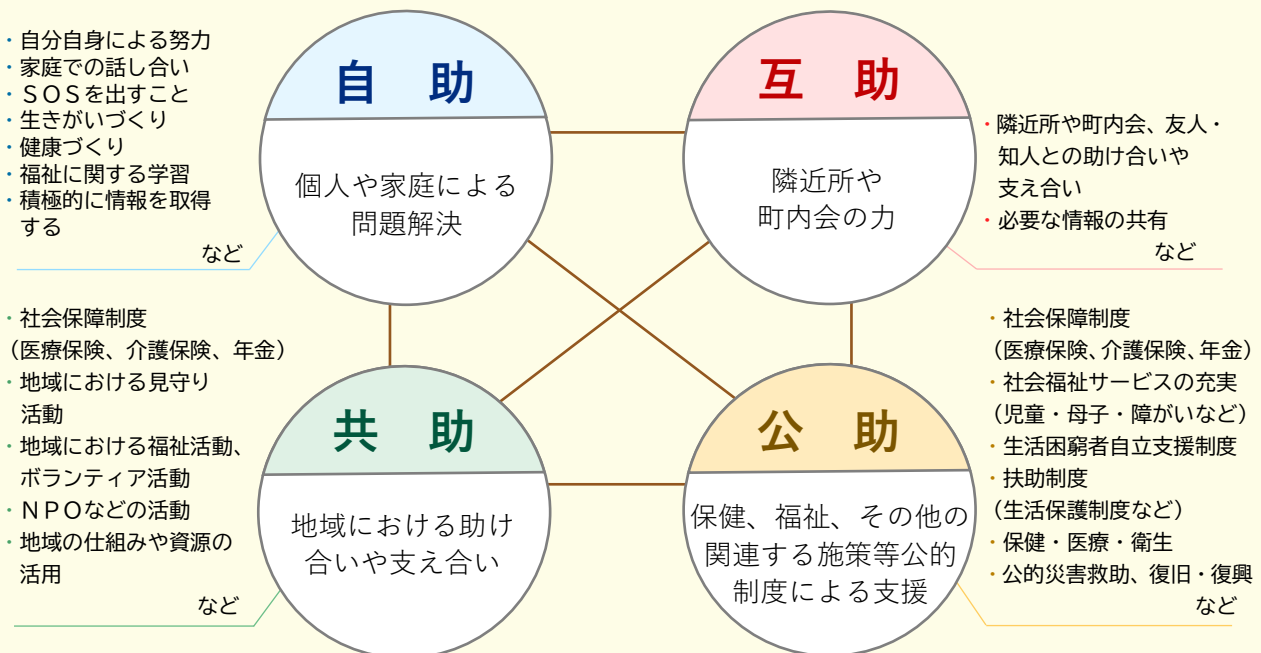 ・自分自身による努力
・家庭での話し合い
・ＳＯＳを出すこと
・生きがいづくり
・健康づくり
・福祉に関する学習
・積極的に情報を取得
する
など
自　助
個人や家庭による
問題解決
互　助
隣近所や
町内会の力
・隣近所や町内会、友人・
知人との助け合いや
支え合い
・必要な情報の共有
など
・社会保障制度
（医療保険、介護保険、年金）
・地域における見守り
活動
・地域における福祉活動、
ボランティア活動
・ＮＰＯなどの活動
・地域の仕組みや資源の
活用
など
共　助
地域における助け
合いや支え合い
公　助
保健、福祉、その他の
関連する施策等公的
制度による支援
・社会保障制度
（医療保険、介護保険、年金）
・社会福祉サービスの充実
（児童・母子・障がいなど）
・生活困窮者自立支援制度
・扶助制度
（生活保護制度など）
・保健・医療・衛生
・公的災害救助、復旧・復興
など